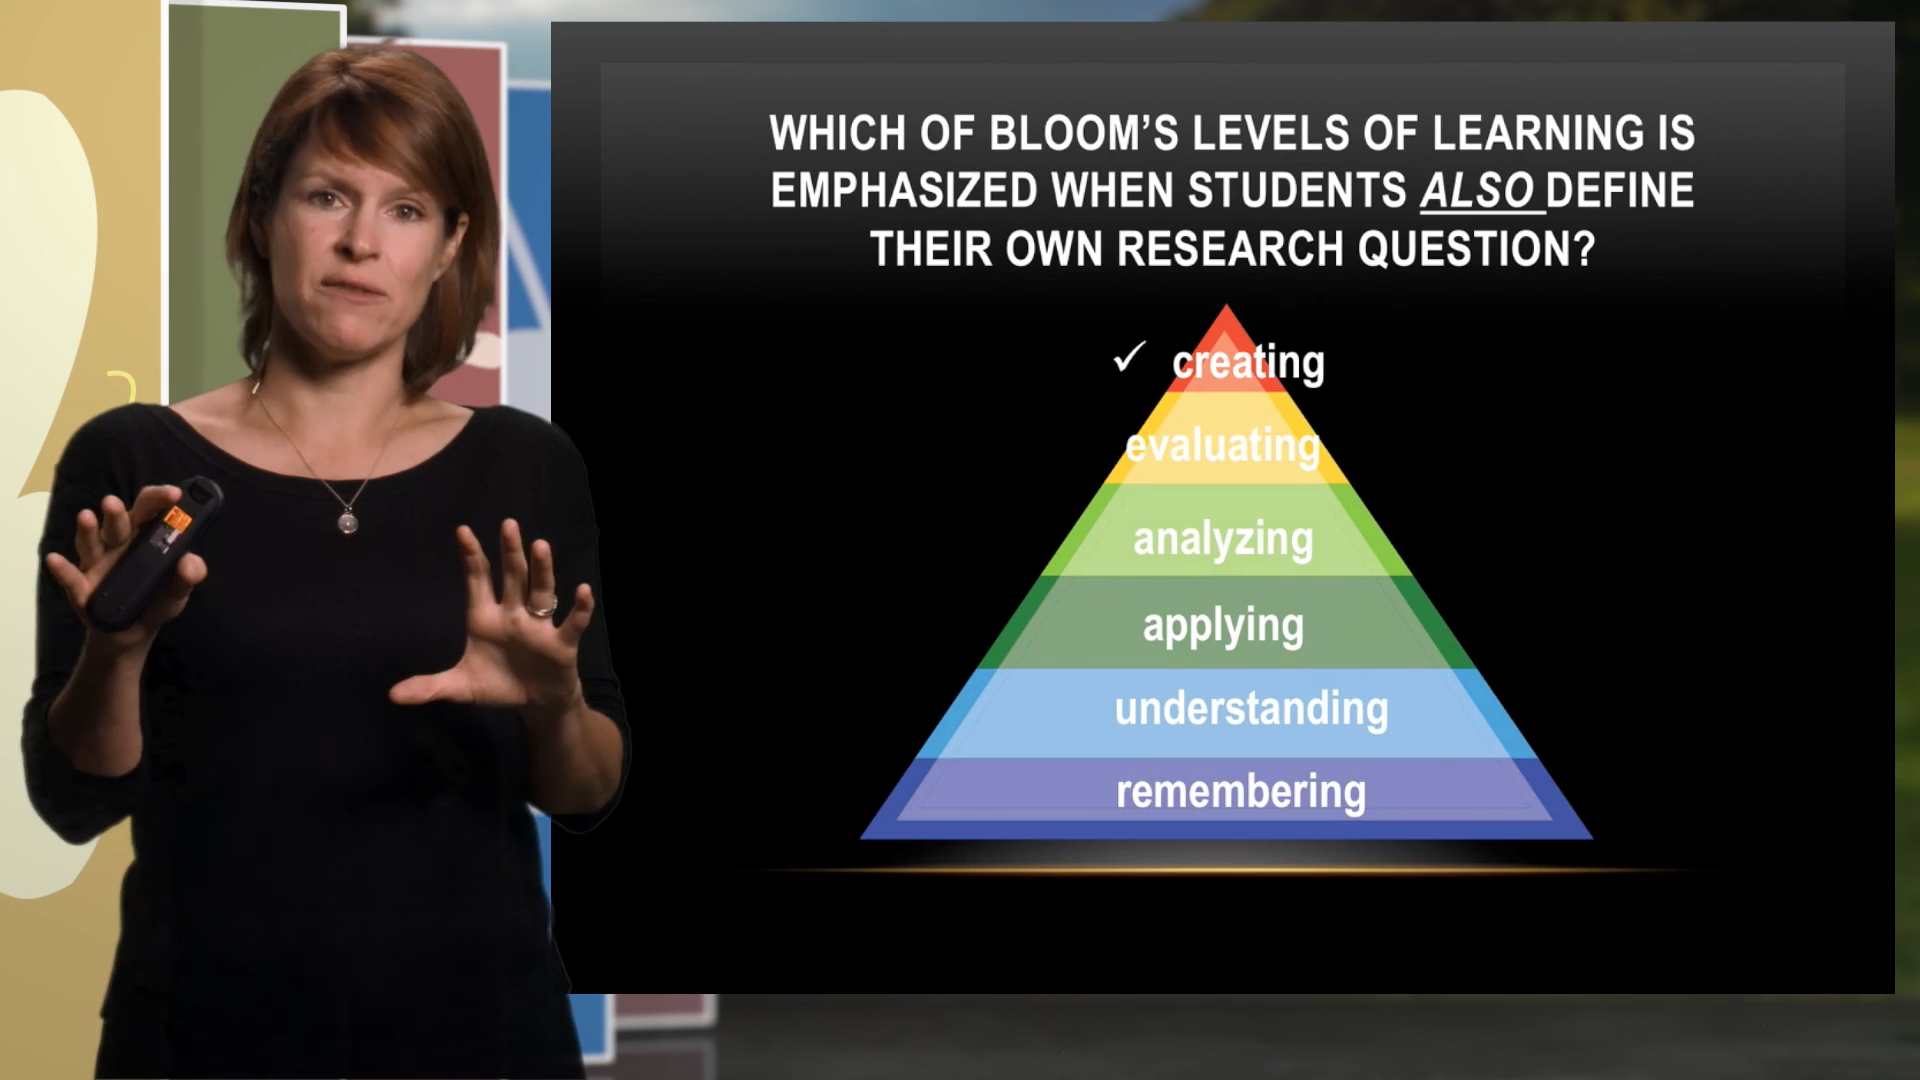 WHICH OF BLOOM’S LEVELS OF LEARNING IS
EMPHASIZED WHEN STUDENTS ALSO DEFINE
THEIR OWN RESEARCH QUESTION?
✓ creating
evaluating
analyzing
applying
understanding
remembering